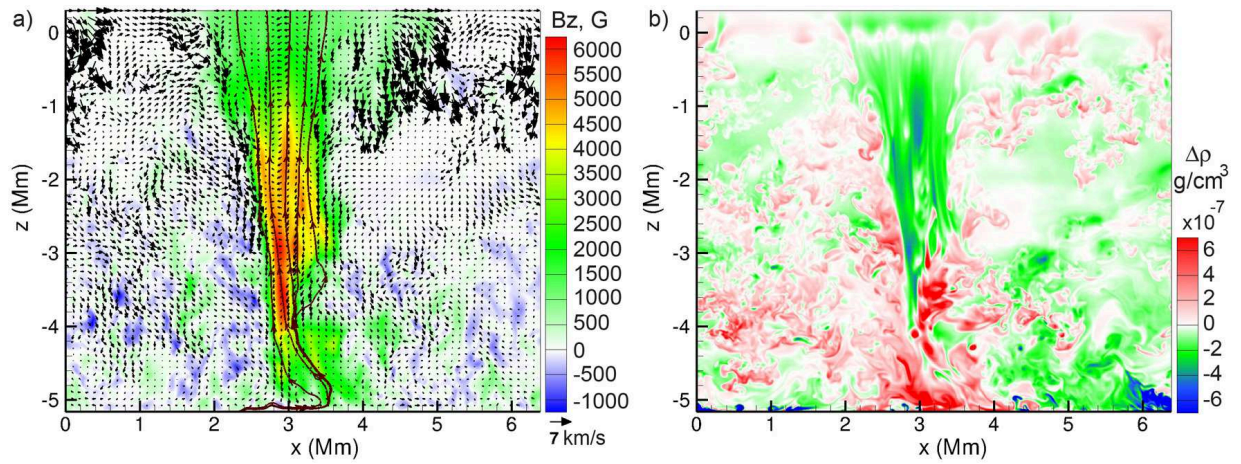 a)
Bz, G
0
-1
-2
-3
-4
-5
z (Mm)
0 1 2 3 4 5 6
x (Mm)
6000
5500
5000
4500
4000
3500
3000
2500
2000
1500
1000
500
0
-500
-1000
7 km/s
b)
0
-1
-2
-3
-4
-5
z (Mm)
0 1 2 3 4 5 6
x (Mm)
Δρ
g/cm³
x10⁻⁷
6
4
2
0
-2
-4
-6